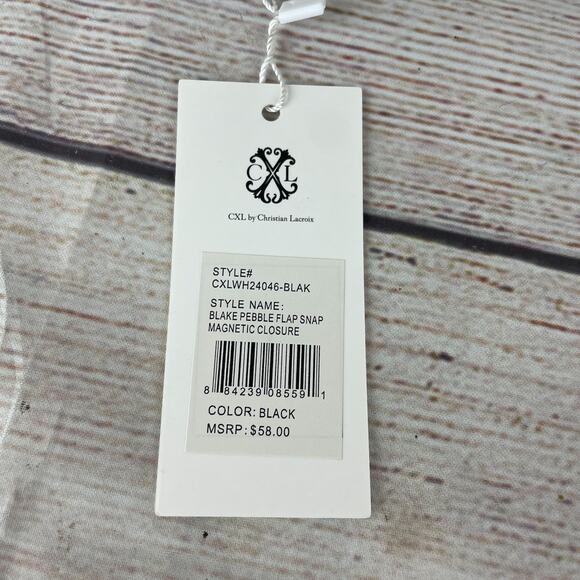 CXL
CXL by Christian Lacroix
STYLE#
CXLWH24046-BLAK
STYLE NAME:
BLAKE PEBBLE FLAP SNAP
MAGNETIC CLOSURE
8 84239 08559 1
COLOR: BLACK
MSRP: $58.00